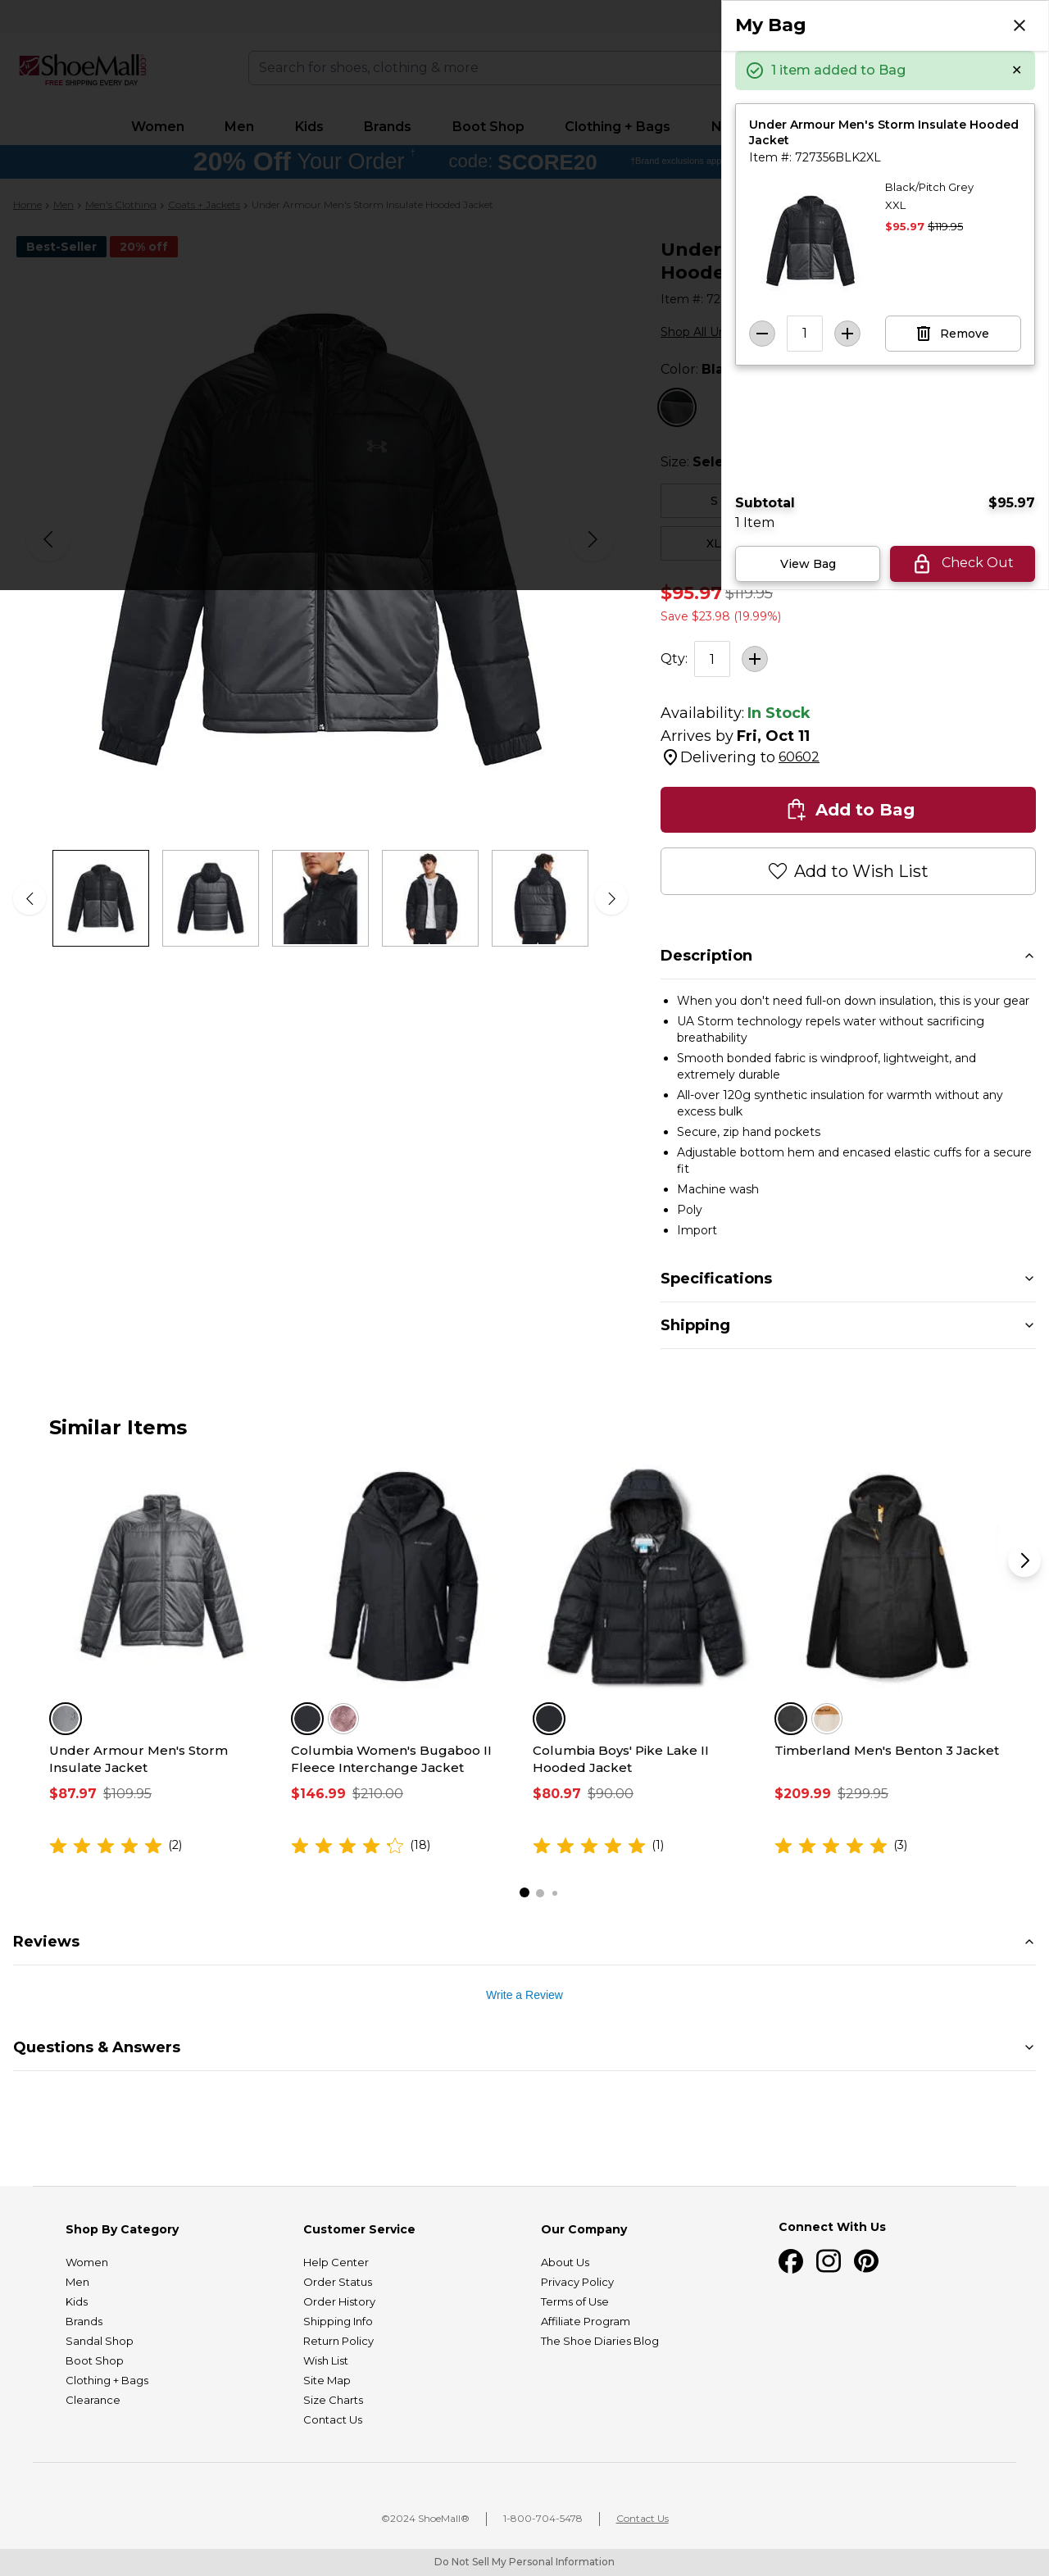 My Bag
1 item added to Bag
Under Armour Men's Storm Insulate Hooded
Jacket
Item #: 727356BLK2XL
Black/Pitch Grey
XXL
$95.97 $119.95
1
Remove
Subtotal $95.97
1 Item
View Bag
Check Out
ShoeMall.com
FREE SHIPPING EVERY DAY
Search for shoes, clothing & more
Women Men Kids Brands Boot Shop Clothing + Bags
20% Off Your Order † code: SCORE20 †Brand exclusions
Home > Men > Men's Clothing > Coats + Jackets > Under Armour Men's Storm Insulate Hooded Jacket
Best-Seller 20% off
Item #:
Shop All
Color:
Size:
S
XL
$95.97 $119.95
Save $23.98 (19.99%)
Qty: 1
Availability: In Stock
Arrives by Fri, Oct 11
Delivering to 60602
Add to Bag
Add to Wish List
Description
• When you don't need full-on down insulation, this is your gear
• UA Storm technology repels water without sacrificing
breathability
• Smooth bonded fabric is windproof, lightweight, and
extremely durable
• All-over 120g synthetic insulation for warmth without any
excess bulk
• Secure, zip hand pockets
• Adjustable bottom hem and encased elastic cuffs for a secure
fit
• Machine wash
• Poly
• Import
Specifications
Shipping
Similar Items
Under Armour Men's Storm
Insulate Jacket
$87.97 $109.95
(2)
Columbia Women's Bugaboo II
Fleece Interchange Jacket
$146.99 $210.00
(18)
Columbia Boys' Pike Lake II
Hooded Jacket
$80.97 $90.00
(1)
Timberland Men's Benton 3 Jacket
$209.99 $299.95
(3)
Reviews
Write a Review
Questions & Answers
Shop By Category
Women
Men
Kids
Brands
Sandal Shop
Boot Shop
Clothing + Bags
Clearance
Customer Service
Help Center
Order Status
Order History
Shipping Info
Return Policy
Wish List
Site Map
Size Charts
Contact Us
Our Company
About Us
Privacy Policy
Terms of Use
Affiliate Program
The Shoe Diaries Blog
Connect With Us
©2024 ShoeMall® | 1-800-704-5478 | Contact Us
Do Not Sell My Personal Information